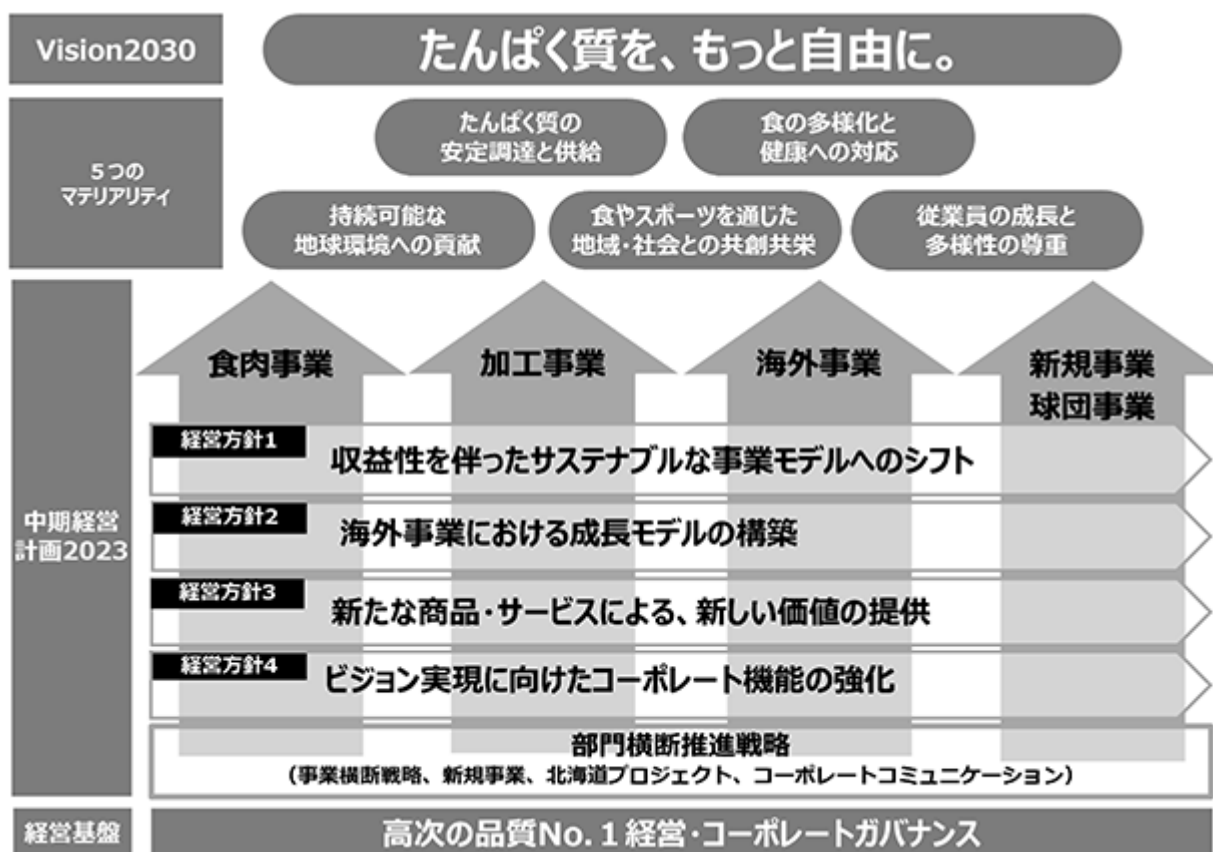 Vision2030
たんぱく質を、もっと自由に。
5つの
マテリアリティ
たんぱく質の
安定調達と供給
食の多様化と
健康への対応
持続可能な
地球環境への貢献
食やスポーツを通じた
地域・社会との共創共栄
従業員の成長と
多様性の尊重
中期経営
計画2023
食肉事業
加工事業
海外事業
新規事業
球団事業
経営方針1
収益性を伴ったサステナブルな事業モデルへのシフト
経営方針2
海外事業における成長モデルの構築
経営方針3
新たな商品・サービスによる、新しい価値の提供
経営方針4
ビジョン実現に向けたコーポレート機能の強化
部門横断推進戦略
（事業横断戦略、新規事業、北海道プロジェクト、コーポレートコミュニケーション）
経営基盤
高次の品質No.1経営・コーポレートガバナンス